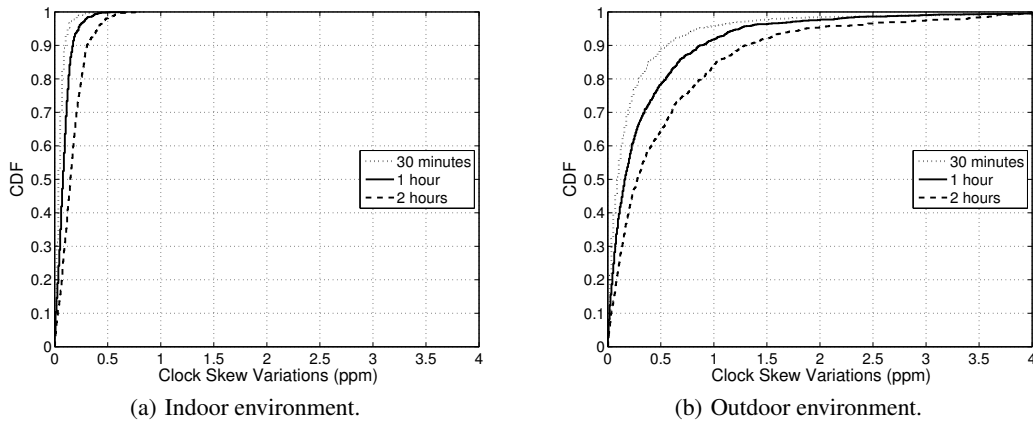 1
0.9
0.8
0.7
0.6
0.5
0.4
0.3
0.2
0.1
0
CDF
30 minutes
1 hour
2 hours
0 0.5 1 1.5 2 2.5 3 3.5 4
Clock Skew Variations (ppm)
(a) Indoor environment.
1
0.9
0.8
0.7
0.6
0.5
0.4
0.3
0.2
0.1
0
CDF
30 minutes
1 hour
2 hours
0 0.5 1 1.5 2 2.5 3 3.5 4
Clock Skew Variations (ppm)
(b) Outdoor environment.